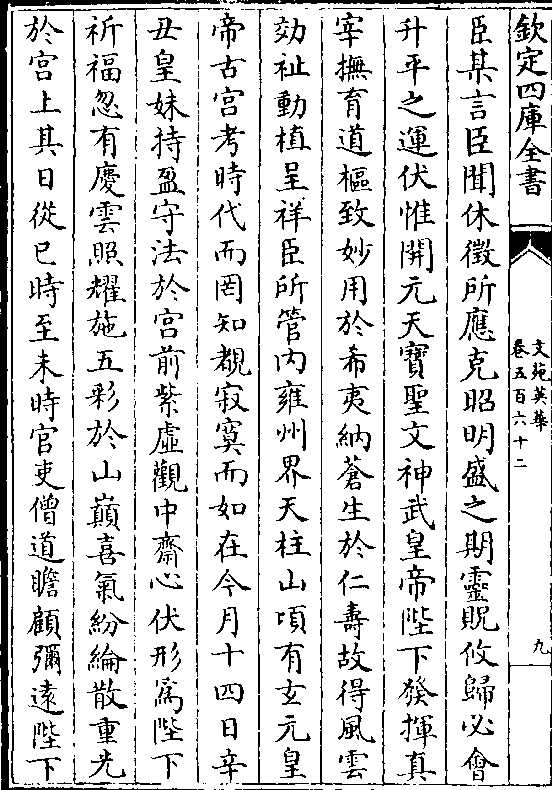 欽定四庫全書
文苑英華
卷五百六十二
九
臣某言臣聞休徵所應克昭明盛之期靈貺攸歸必會
升平之運伏惟開元天寶聖文神武皇帝陛下發揮真
宰撫育道樞致妙用於希夷納蒼生於仁壽故得風雲
効祉動植呈祥臣所管内雍州界天柱山頃有玄元皇
帝古宫考時代而罔知覩寂寞而如在今月十四日辛
丑皇妹持盈守法於宫前紫虛觀中齋心伏形爲陛下
祈福忽有慶雲照耀施五彩於山巔喜氣紛綸散重光
於宫上其日從巳時至未時官吏僧道瞻顧彌遠陛下